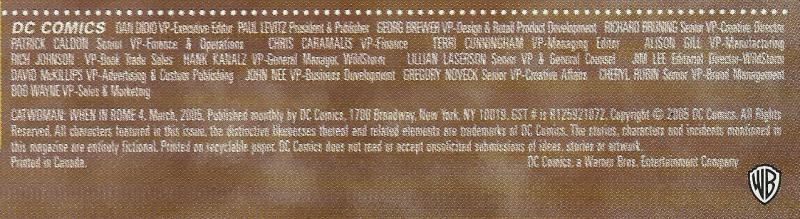 DC COMICS DAN DIDIO VP-Executive Editor PAUL LEVITZ President & Publisher GEORG BREWER VP-Design & Retail Product Development RICHARD BRUNING Senior VP-Creative Director
PATRICK CALDON Senior VP-Finance & Operations CHRIS CARAMALIS VP-Finance TERRI CUNNINGHAM VP-Managing Editor ALISON GILL VP-Manufacturing
RICH JOHNSON VP-Book Trade Sales HANK KANALZ VP-General Manager, WildStorm LILLIAN LASERSON Senior VP & General Counsel JIM LEE Editorial Director-WildStorm
DAVID McKILLIPS VP-Advertising & Custom Publishing JOHN NEE VP-Business Development GREGORY NOVECK Senior VP-Creative Affairs CHERYL RUBIN Senior VP-Brand Management
BOB WAYNE VP-Sales & Marketing
CATWOMAN: WHEN IN ROME 4, March, 2005. Published monthly by DC Comics, 1700 Broadway, New York, NY 10019. GST # is R125921072. Copyright © 2005 DC Comics. All Rights
Reserved. All characters featured in this issue, the distinctive likenesses thereof and related elements are trademarks of DC Comics. The stories, characters and incidents mentioned in
this magazine are entirely fictional. Printed on recyclable paper. DC Comics does not read or accept unsolicited submissions of ideas, stories or artwork.
Printed in Canada. DC Comics, a Warner Bros. Entertainment Company
WB